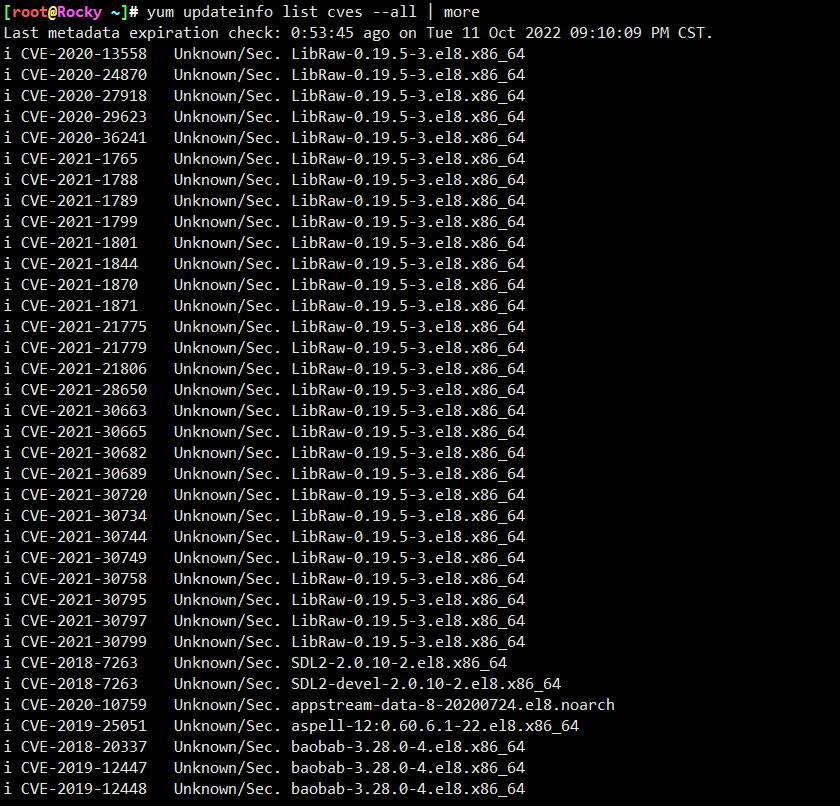 [root@Rocky ~]# yum updateinfo list cves --all | more
Last metadata expiration check: 0:53:45 ago on Tue 11 Oct 2022 09:10:09 PM CST.
i CVE-2020-13558   Unknown/Sec. LibRaw-0.19.5-3.el8.x86_64
i CVE-2020-24870   Unknown/Sec. LibRaw-0.19.5-3.el8.x86_64
i CVE-2020-27918   Unknown/Sec. LibRaw-0.19.5-3.el8.x86_64
i CVE-2020-29623   Unknown/Sec. LibRaw-0.19.5-3.el8.x86_64
i CVE-2020-36241   Unknown/Sec. LibRaw-0.19.5-3.el8.x86_64
i CVE-2021-1765    Unknown/Sec. LibRaw-0.19.5-3.el8.x86_64
i CVE-2021-1788    Unknown/Sec. LibRaw-0.19.5-3.el8.x86_64
i CVE-2021-1789    Unknown/Sec. LibRaw-0.19.5-3.el8.x86_64
i CVE-2021-1799    Unknown/Sec. LibRaw-0.19.5-3.el8.x86_64
i CVE-2021-1801    Unknown/Sec. LibRaw-0.19.5-3.el8.x86_64
i CVE-2021-1844    Unknown/Sec. LibRaw-0.19.5-3.el8.x86_64
i CVE-2021-1870    Unknown/Sec. LibRaw-0.19.5-3.el8.x86_64
i CVE-2021-1871    Unknown/Sec. LibRaw-0.19.5-3.el8.x86_64
i CVE-2021-21775   Unknown/Sec. LibRaw-0.19.5-3.el8.x86_64
i CVE-2021-21779   Unknown/Sec. LibRaw-0.19.5-3.el8.x86_64
i CVE-2021-21806   Unknown/Sec. LibRaw-0.19.5-3.el8.x86_64
i CVE-2021-28650   Unknown/Sec. LibRaw-0.19.5-3.el8.x86_64
i CVE-2021-30663   Unknown/Sec. LibRaw-0.19.5-3.el8.x86_64
i CVE-2021-30665   Unknown/Sec. LibRaw-0.19.5-3.el8.x86_64
i CVE-2021-30682   Unknown/Sec. LibRaw-0.19.5-3.el8.x86_64
i CVE-2021-30689   Unknown/Sec. LibRaw-0.19.5-3.el8.x86_64
i CVE-2021-30720   Unknown/Sec. LibRaw-0.19.5-3.el8.x86_64
i CVE-2021-30734   Unknown/Sec. LibRaw-0.19.5-3.el8.x86_64
i CVE-2021-30744   Unknown/Sec. LibRaw-0.19.5-3.el8.x86_64
i CVE-2021-30749   Unknown/Sec. LibRaw-0.19.5-3.el8.x86_64
i CVE-2021-30758   Unknown/Sec. LibRaw-0.19.5-3.el8.x86_64
i CVE-2021-30795   Unknown/Sec. LibRaw-0.19.5-3.el8.x86_64
i CVE-2021-30797   Unknown/Sec. LibRaw-0.19.5-3.el8.x86_64
i CVE-2021-30799   Unknown/Sec. LibRaw-0.19.5-3.el8.x86_64
i CVE-2018-7263    Unknown/Sec. SDL2-2.0.10-2.el8.x86_64
i CVE-2018-7263    Unknown/Sec. SDL2-devel-2.0.10-2.el8.x86_64
i CVE-2020-10759   Unknown/Sec. appstream-data-8-20200724.el8.noarch
i CVE-2019-25051   Unknown/Sec. aspell-12:0.60.6.1-22.el8.x86_64
i CVE-2018-20337   Unknown/Sec. baobab-3.28.0-4.el8.x86_64
i CVE-2019-12447   Unknown/Sec. baobab-3.28.0-4.el8.x86_64
i CVE-2019-12448   Unknown/Sec. baobab-3.28.0-4.el8.x86_64